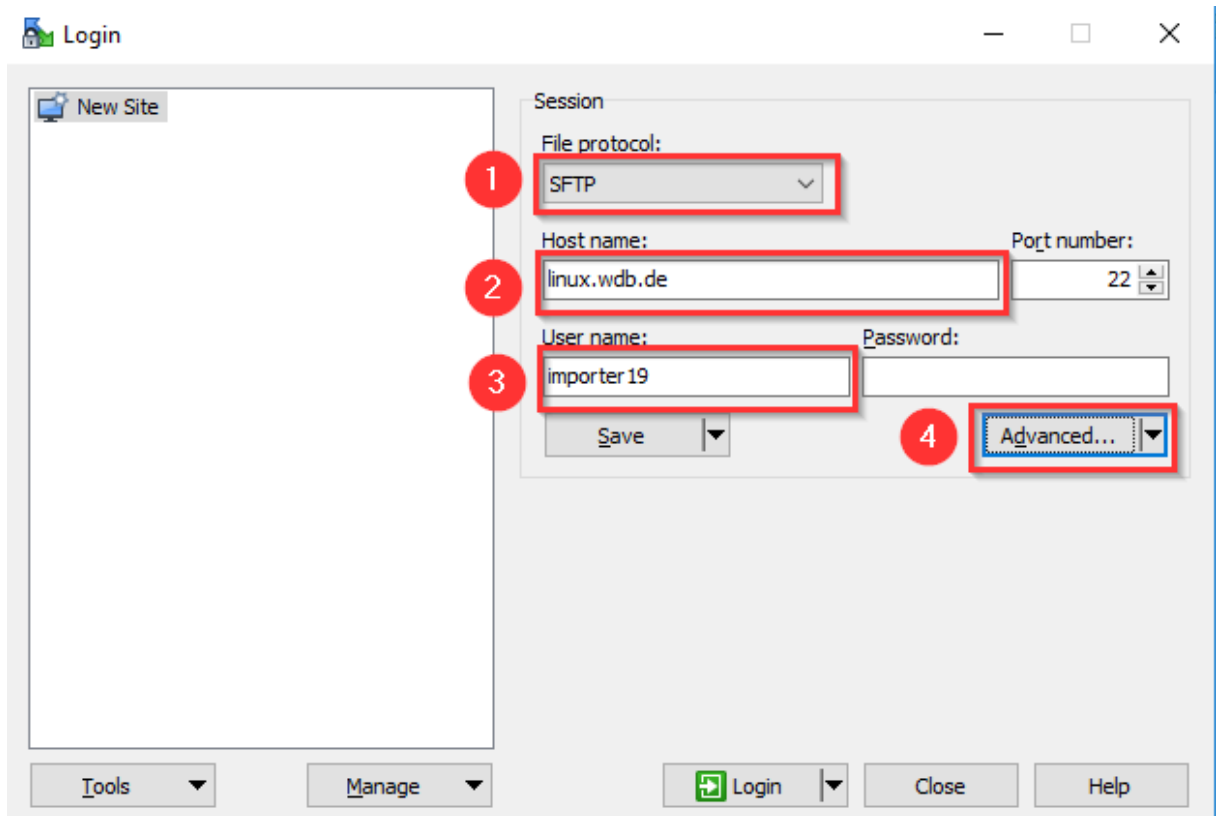 Login
New Site
Session
File protocol:
1
SFTP
Host name:
Port number:
2
linux.wdb.de
22
User name:
Password:
3
importer19
Save
4
Advanced...
Tools
Manage
Login
Close
Help